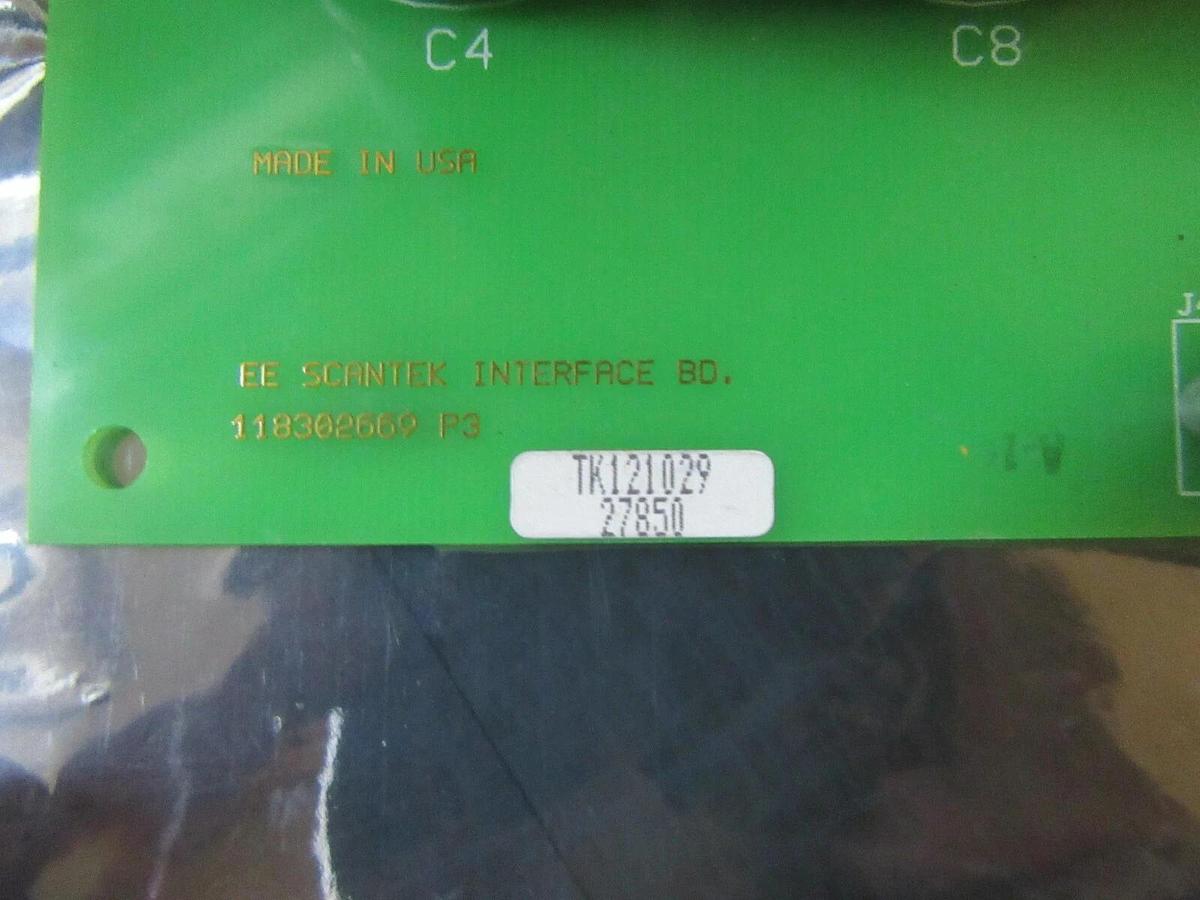 C4 C8
MADE IN USA
EE SCANTEK INTERFACE BD.
118302669 P3
TK121029
27850